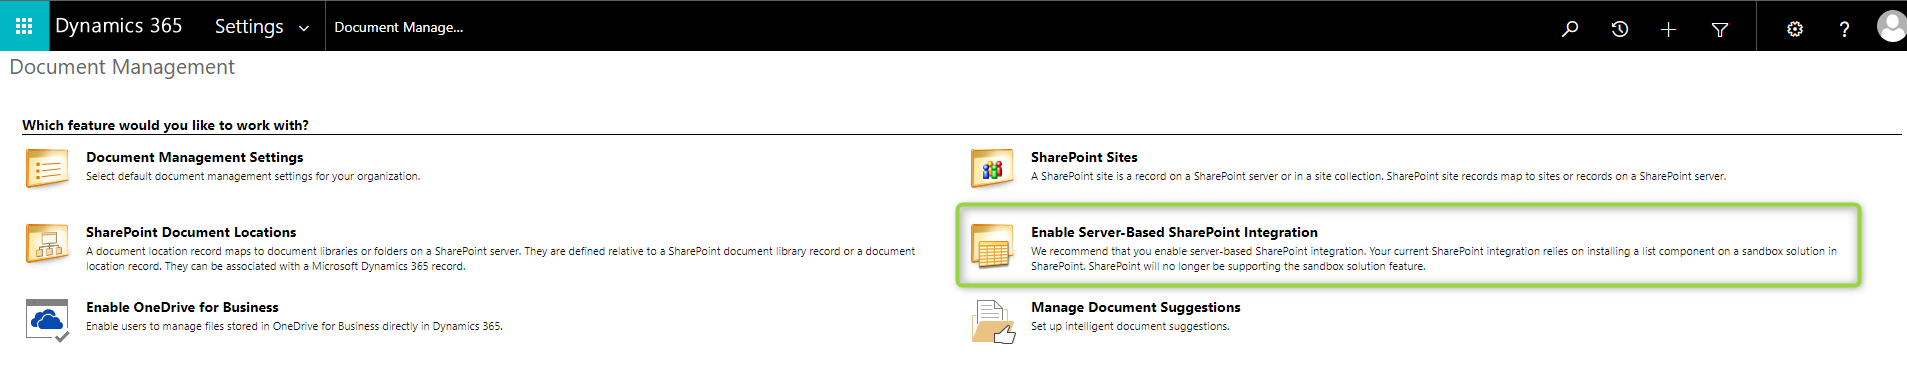 Dynamics 365 Settings Document Manage...
Document Management
Which feature would you like to work with?
Document Management Settings
Select default document management settings for your organization.
SharePoint Sites
A SharePoint site is a record on a SharePoint server or in a site collection. SharePoint site records map to sites or records on a SharePoint server.
SharePoint Document Locations
A document location record maps to document libraries or folders on a SharePoint server. They are defined relative to a SharePoint document library record or a document
location record. They can be associated with a Microsoft Dynamics 365 record.
Enable Server-Based SharePoint Integration
We recommend that you enable server-based SharePoint integration. Your current SharePoint integration relies on installing a list component on a sandbox solution in
SharePoint. SharePoint will no longer be supporting the sandbox solution feature.
Enable OneDrive for Business
Enable users to manage files stored in OneDrive for Business directly in Dynamics 365.
Manage Document Suggestions
Set up intelligent document suggestions.